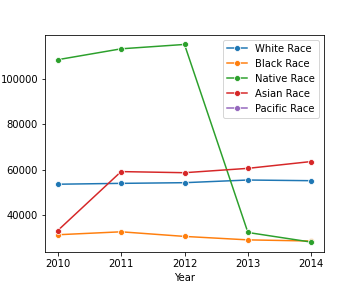 White Race
Black Race
Native Race
Asian Race
Pacific Race
100000
80000
60000
40000
2010 2011 2012 2013 2014
Year